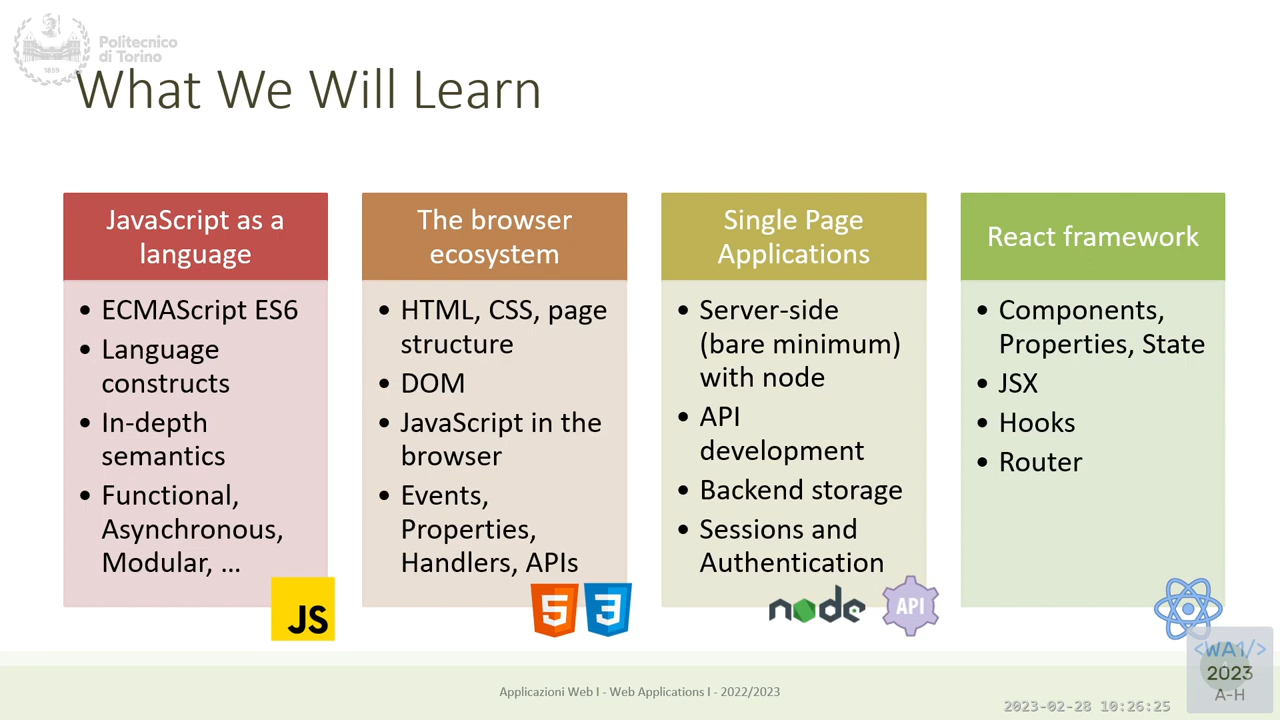 Politecnico
di Torino
1859
What We Will Learn
JavaScript as a
language
• ECMAScript ES6
• Language
constructs
• In-depth
semantics
• Functional,
Asynchronous,
Modular, …
JS
The browser
ecosystem
• HTML, CSS, page
structure
• DOM
• JavaScript in the
browser
• Events,
Properties,
Handlers, APIs
5
3
Single Page
Applications
• Server-side
(bare minimum)
with node
• API
development
• Backend storage
• Sessions and
Authentication
node
API
React framework
• Components,
Properties, State
• JSX
• Hooks
• Router
<WA1/>
2023
A-H
Applicazioni Web I - Web Applications I - 2022/2023
2023-02-28 10:26:25